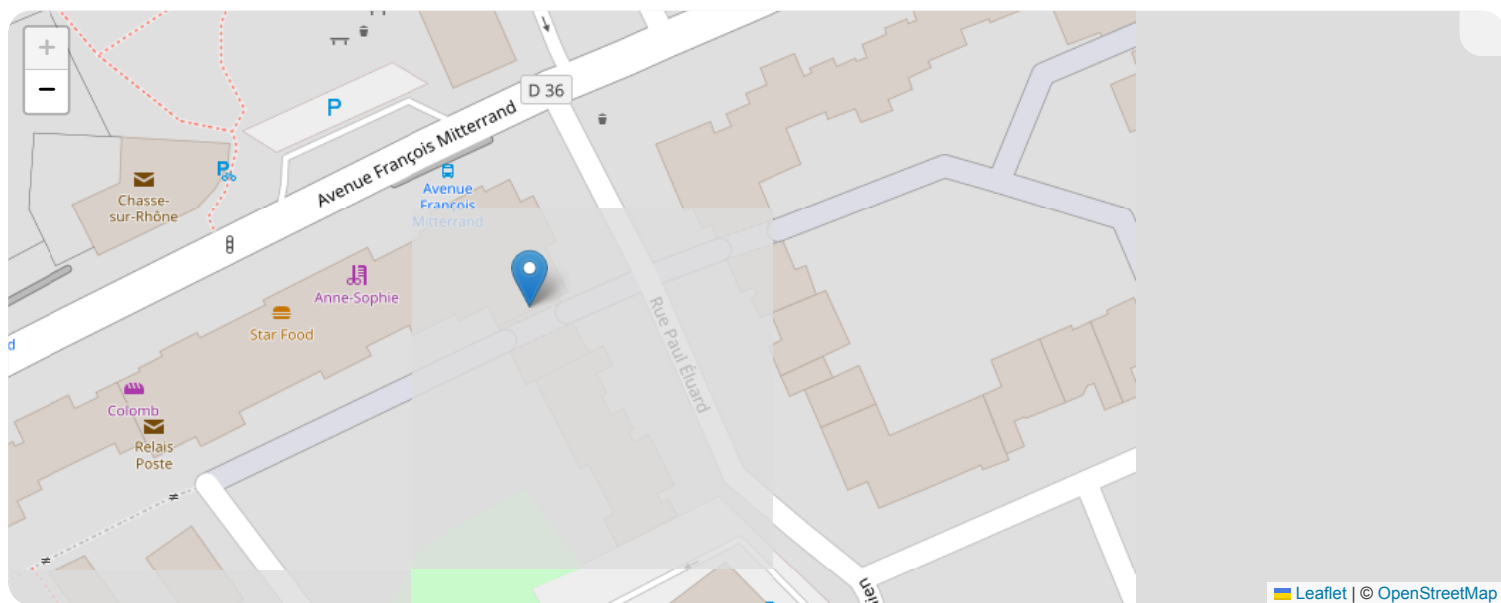 +
−
P
D 36
Avenue François Mitterrand
P
Chasse-
sur-Rhône
Avenue
François
Mitterrand
Anne-Sophie
Star Food
Rue Paul Éluard
d
Colomb
Relais
Poste
ien
Leaflet | © OpenStreetMap